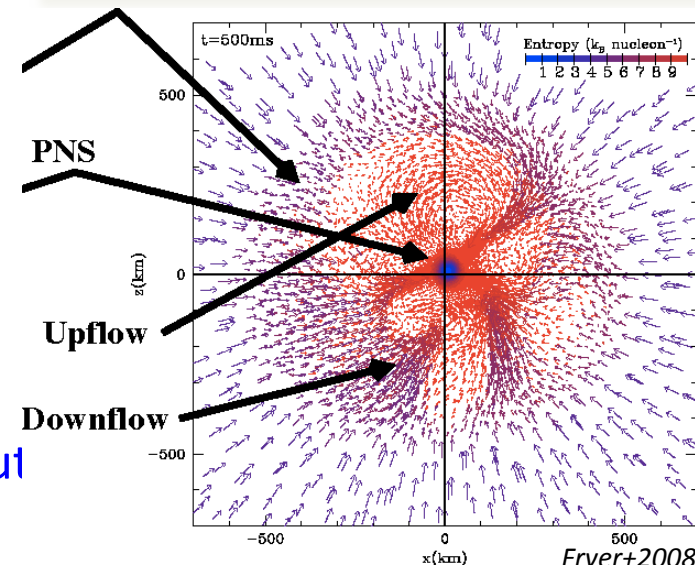 t=500ms
Entropy (k_B nucleon⁻¹)
1 2 3 4 5 6 7 8 9
500
PNS
0
z(km)
Upflow
Downflow
ut
−500
−500
0
500
x(km)
Fryer+2008